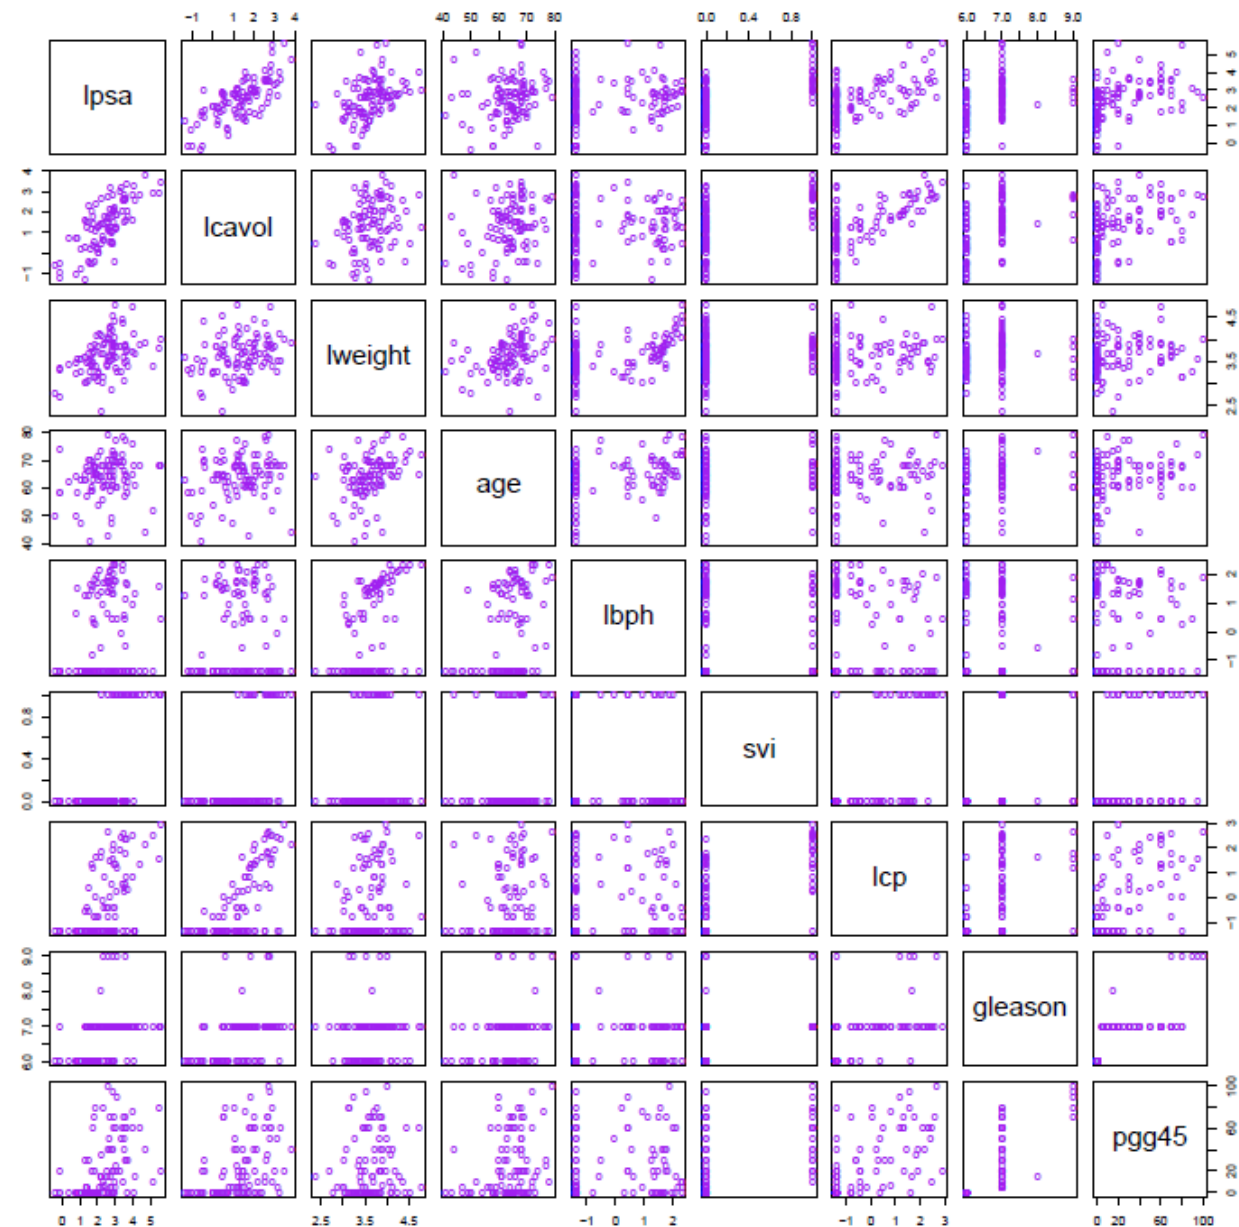 −1 1 2 3 4 40 50 60 70 80 0.0 0.4 0.8 6.0 7.0 8.0 9.0
lpsa
0 1 2 3 4 5
−1 1 2 3 4
lcavol
lweight
2.5 3.5 4.5
40 50 60 70 80
age
lbph
−1 0 1 2
0.0 0.4 0.8
svi
lcp
−1 0 1 2 3
6.0 7.0 8.0 9.0
gleason
pgg45
0 20 60 100
0 1 2 3 4 5 2.5 3.5 4.5 −1 0 1 2 −1 0 1 2 3 0 20 60 100